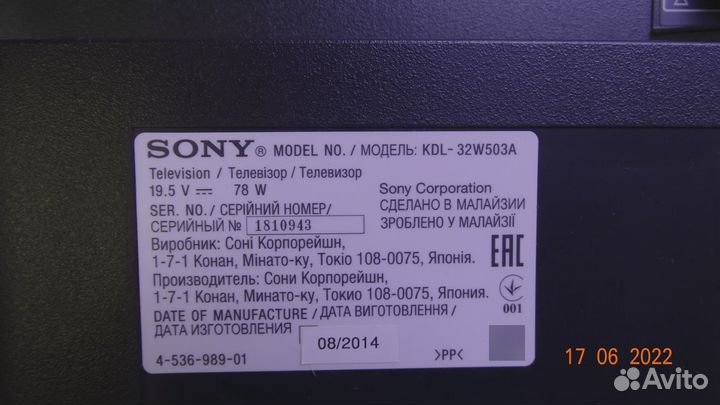 SONY® MODEL NO. / МОДЕЛЬ: KDL- 32W503A
Television / Телевізор / Телевизор
19.5 V ⎓ 78 W
Sony Corporation
SER. NO./ СЕРІЙНИЙ НОМЕР/
СДЕЛАНО В МАЛАЙЗИИ
СЕРИЙНЫЙ № 1810943
ЗРОБЛЕНО У МАЛАЙЗІЇ
Виробник: Соні Корпорейшн,
1-7-1 Конан, Мінато-ку, Токіо 108-0075, Японія.
EAC
Производитель: Сони Корпорейшн,
1-7-1 Конан, Минато-ку, Токио 108-0075, Япония.
001
DATE OF MANUFACTURE / ДАТА ВИГОТОВЛЕННЯ /
ДАТА ИЗГОТОВЛЕНИЯ
08/2014
4-536-989-01
>PP<
17 06 2022
Avito